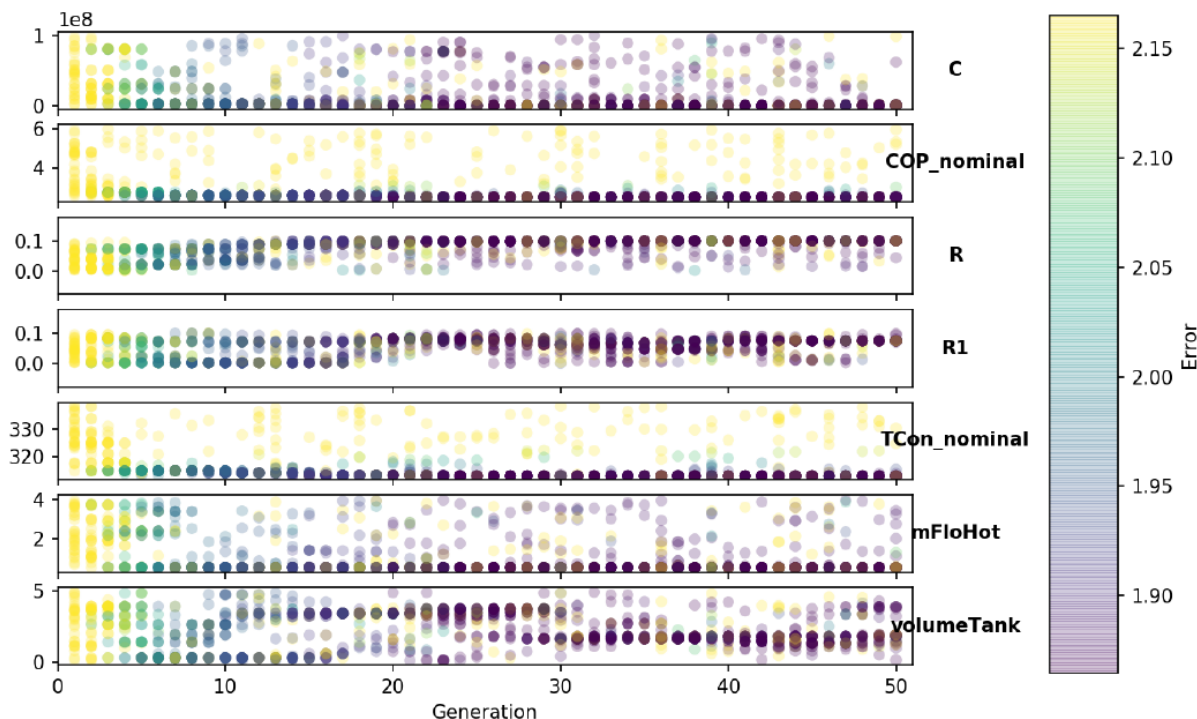 1e8
1
0
C
6
4
COP_nominal
0.1
0.0
R
0.1
0.0
R1
330
320
TCon_nominal
4
2
mFloHot
5
0
volumeTank
0
10
20
30
40
50
Generation
2.15
2.10
2.05
2.00
1.95
1.90
Error